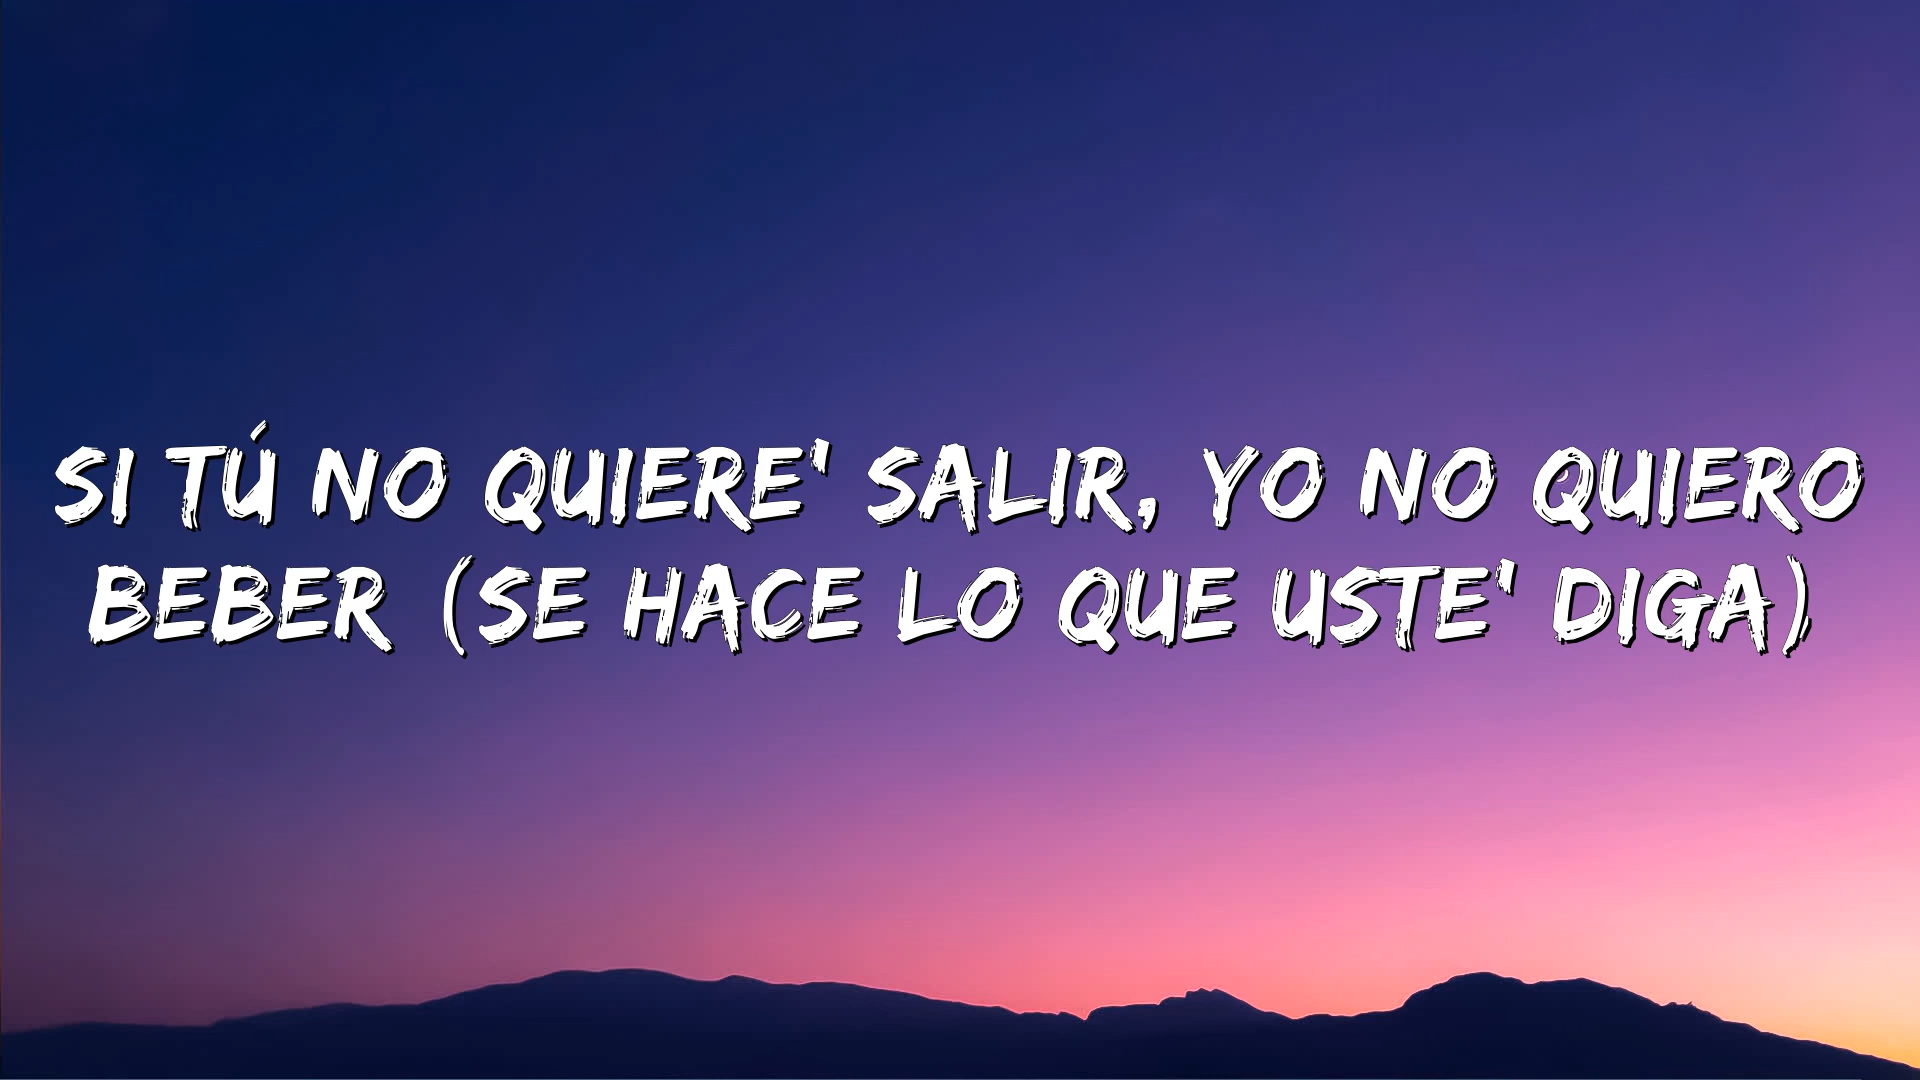 SI TÚ NO QUIERE' SALIR, YO NO QUIERO
BEBER (SE HACE LO QUE USTE' DIGA)